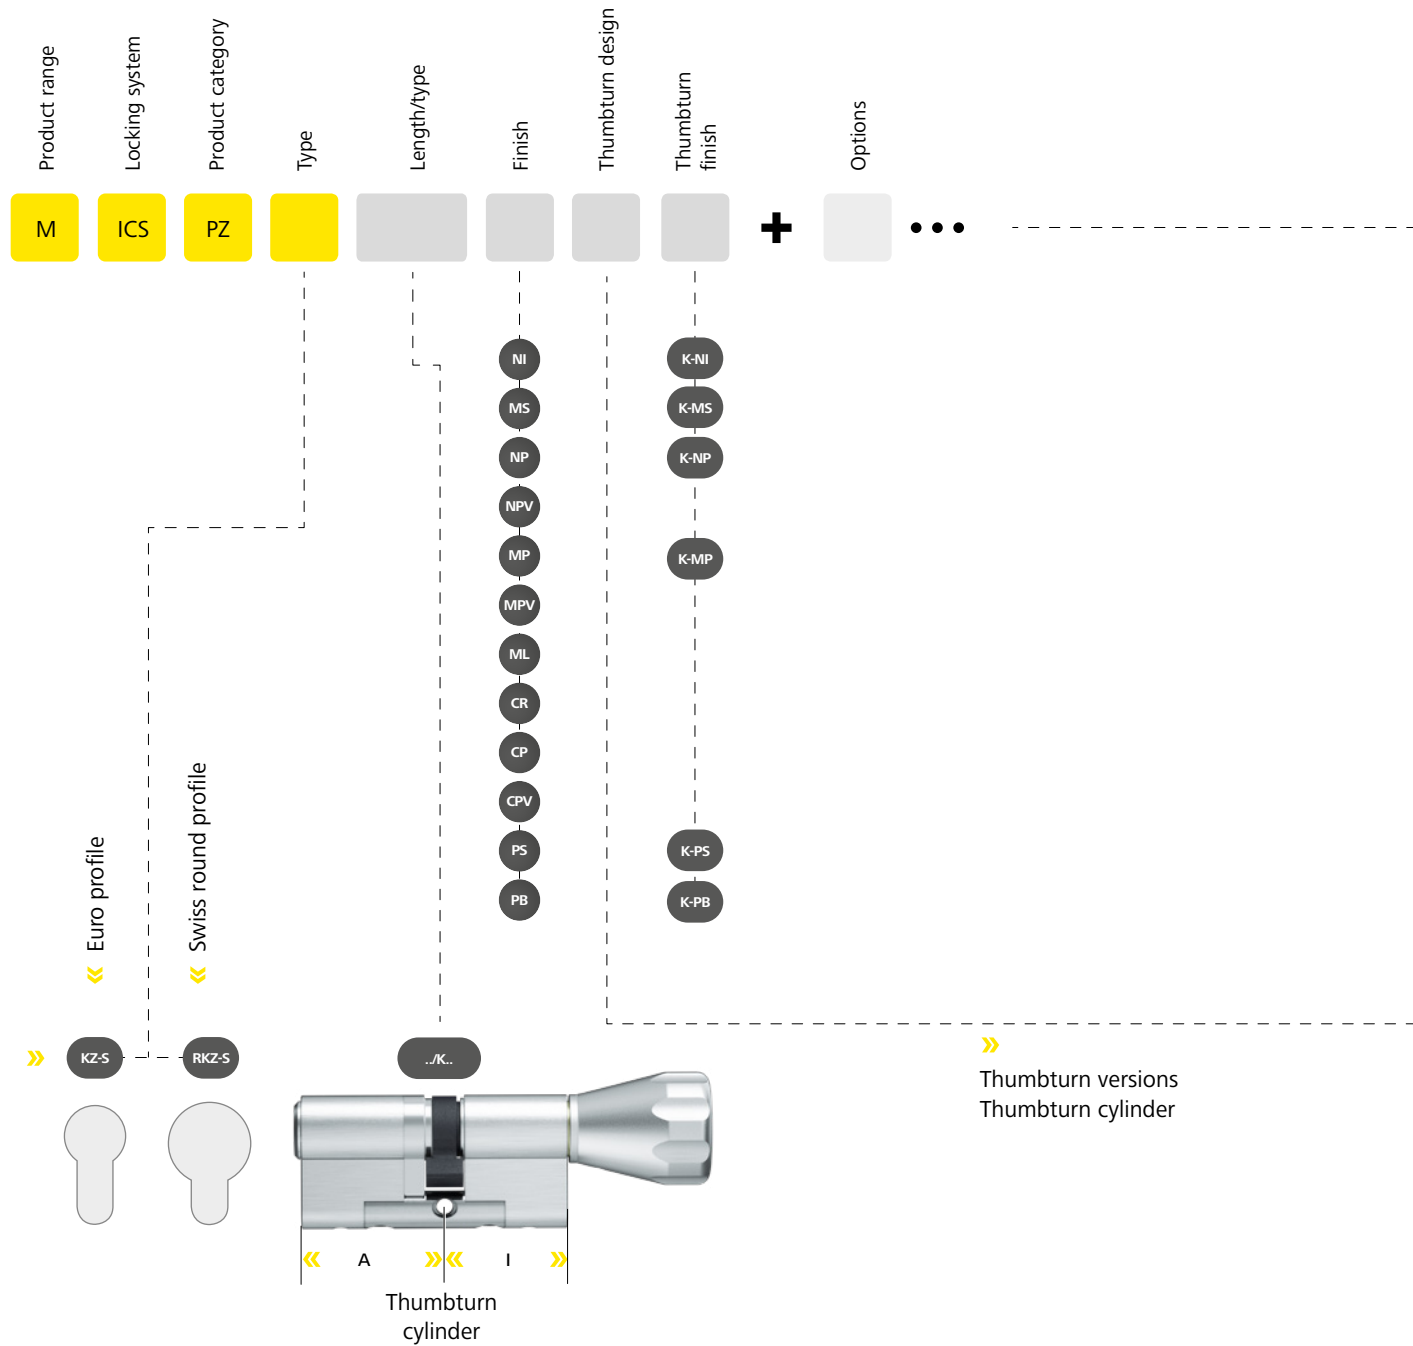 Product range
Locking system
Product category
Type
Length/type
Finish
Thumbturn design
Thumbturn
finish
Options
M
ICS
PZ
NI
MS
NP
NPV
MP
MPV
ML
CR
CP
CPV
PS
PB
K-NI
K-MS
K-NP
K-MP
K-PS
K-PB
Euro profile
Swiss round profile
KZ-S
RKZ-S
../K..
Thumbturn versions
Thumbturn cylinder
A
I
Thumbturn
cylinder